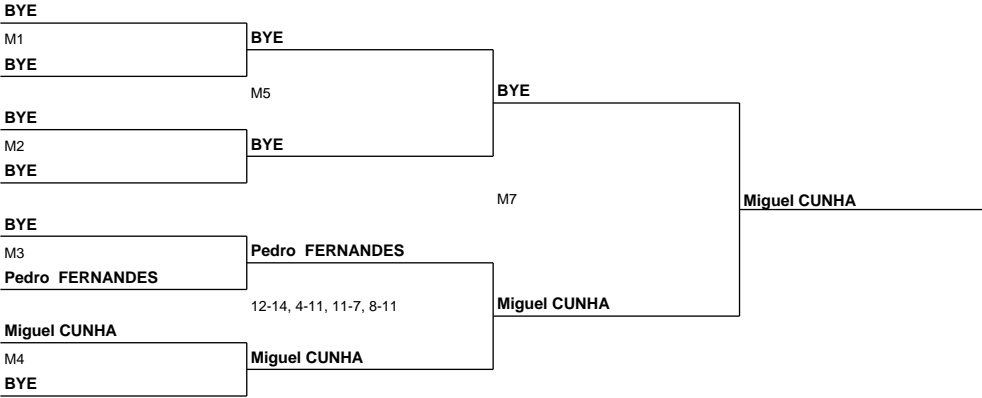 BYE
M1
BYE
BYE
M5
BYE
BYE
M2
BYE
BYE
M7
Miguel CUNHA
BYE
M3
Pedro FERNANDES
Pedro FERNANDES
12-14, 4-11, 11-7, 8-11
Miguel CUNHA
Miguel CUNHA
M4
Miguel CUNHA
BYE